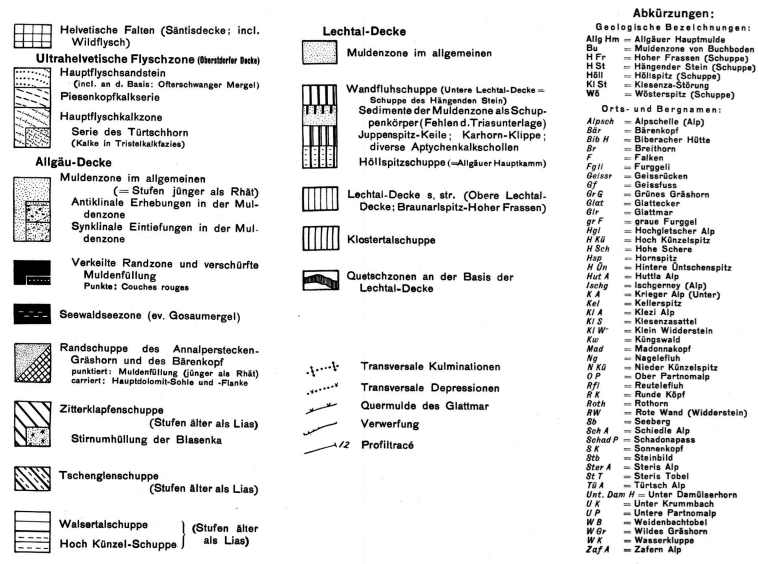 Helvetische Falten (Säntisdecke; incl.
Wildflysch)
Ultrahelvetische Flyschzone (Oberstdorfer Decke)
Hauptflyschsandstein
(incl. an d. Basis: Ofterschwanger Mergel)
Piesenkopfkalkserie
Hauptflyschkalkzone
Serie des Türtschhorn
(Kalke in Tristelkalkfazies)
Allgäu-Decke
Muldenzone im allgemeinen
(= Stufen jünger als Rhät)
Antiklinale Erhebungen in der Mul-
denzone
Synklinale Eintiefungen in der Mul-
denzone
Verkeilte Randzone und verschürfte
Muldenfüllung
Punkte: Couches rouges
Seewaldseezone (ev. Gosaumergel)
Randschuppe des Annalpersteckens-
Gräshorn und des Bärenkopf
punktiert: Muldenfüllung (jünger als Rhät)
carriert: Hauptdolomit-Sohle und -Flanke
Zitterklapfenschuppe
(Stufen älter als Lias)
Stirnumhüllung der Blasenka
Tschenglenschuppe
(Stufen älter als Lias)
Walsertalschuppe
Hoch Künzel-Schuppe
(Stufen älter
als Lias)
Lechtal-Decke
Muldenzone im allgemeinen
Wandfluhschuppe (Untere Lechtal-Decke =
Schuppe des Hängenden Stein)
Sedimente der Muldenzone als Schup-
penkörper (Fehlen d. Triasunterlage)
Juppenspitz-Keile; Karhorn-Klippe;
diverse Aptychenkalkschollen
Höllspitzschuppe (=Allgäuer Hauptkamm)
Lechtal-Decke s. str. (Obere Lechtal-
Decke; Braunarlspitz-Hoher Frassen)
Klostertalschuppe
Quetschzonen an der Basis der
Lechtal-Decke
Transversale Kulminationen
Transversale Depressionen
Quermulde des Glattmar
Verwerfung
12 Profiltracé
Abkürzungen:
Geologische Bezeichnungen:
Allg Hm = Allgäuer Hauptmulde
Bu = Muldenzone von Buchboden
H Fr = Hoher Frassen (Schuppe)
H St = Hängender Stein (Schuppe)
Höll = Höllspitz (Schuppe)
Kl St = Klesenza-Störung
Wö = Wösterspitz (Schuppe)
Orts- und Bergnamen:
Alpsch = Alpschelle (Alp)
Bär = Bärenkopf
Bib H = Biberacher Hütte
Br = Breithorn
F = Falken
Fgli = Furggeli
Geissr = Geissrücken
Gf = Geissfuss
Gr G = Grünes Gräshorn
Glat = Glattecker
Glr = Glattmar
gr F = graue Furggel
Hgl = Hochgletscher Alp
H Kü = Hoch Künzelspitz
H Sch = Hohe Schere
Hsp = Hornspitz
H Ün = Hintere Üntschenspitz
Hut A = Huttla Alp
Ischg = Ischgerney (Alp)
K A = Krieger Alp (Unter)
Kel = Kellerspitz
Kl A = Klezi Alp
Kl S = Klesenzasattel
Kl W = Klein Widderstein
Kw = Küngswald
Mad = Madonnakopf
Ng = Nagelefluh
N Kü = Nieder Künzelspitz
O P = Ober Partnomalp
Rfl = Reutelefluh
R K = Runde Köpf
Roth = Rothorn
RW = Rote Wand (Widderstein)
Sb = Seeberg
Sch A = Schiedle Alp
Schad P = Schadonapass
S K = Sonnenkopf
Stb = Steinbild
Ster A = Steris Alp
St T = Steris Tobel
Tü A = Türtsch Alp
Unt. Dam H = Unter Damülserhorn
U K = Unter Krummbach
U P = Untere Partnomalp
W B = Weidenbachtobel
W Gr = Wildes Gräshorn
W K = Wasserkluppe
Zaf A = Zafern Alp